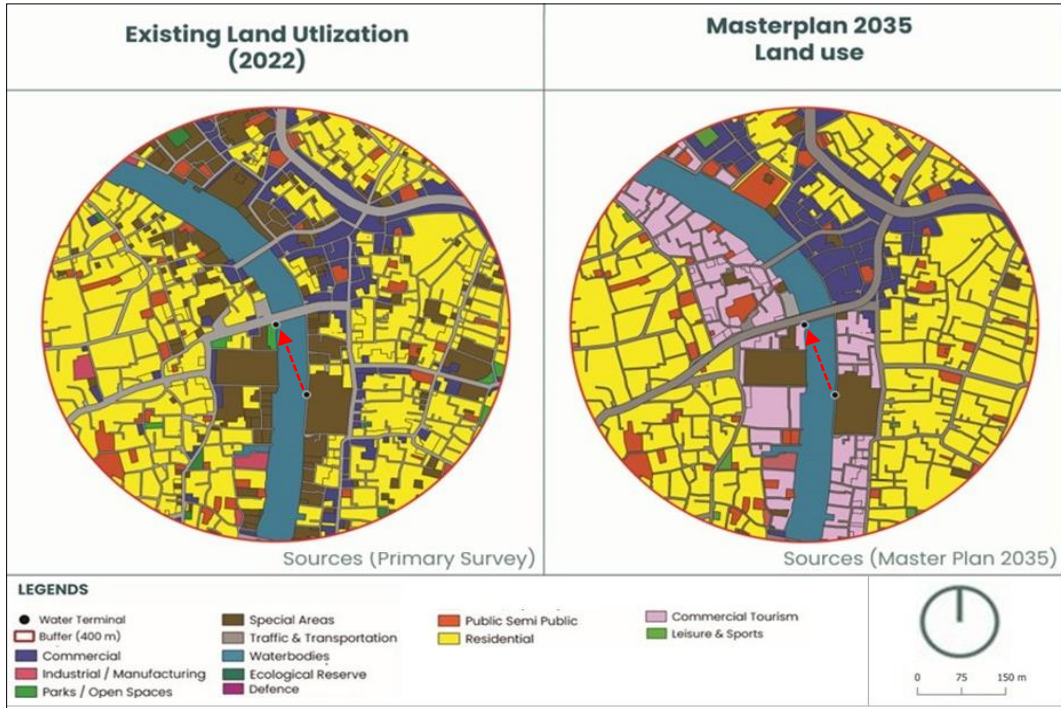 Existing Land Utlization
(2022)
Masterplan 2035
Land use
Sources (Primary Survey)
Sources (Master Plan 2035)
LEGENDS
Water Terminal
Buffer (400 m)
Commercial
Industrial / Manufacturing
Parks / Open Spaces
Special Areas
Traffic & Transportation
Waterbodies
Ecological Reserve
Defence
Public Semi Public
Residential
Commercial Tourism
Leisure & Sports
0 75 150 m